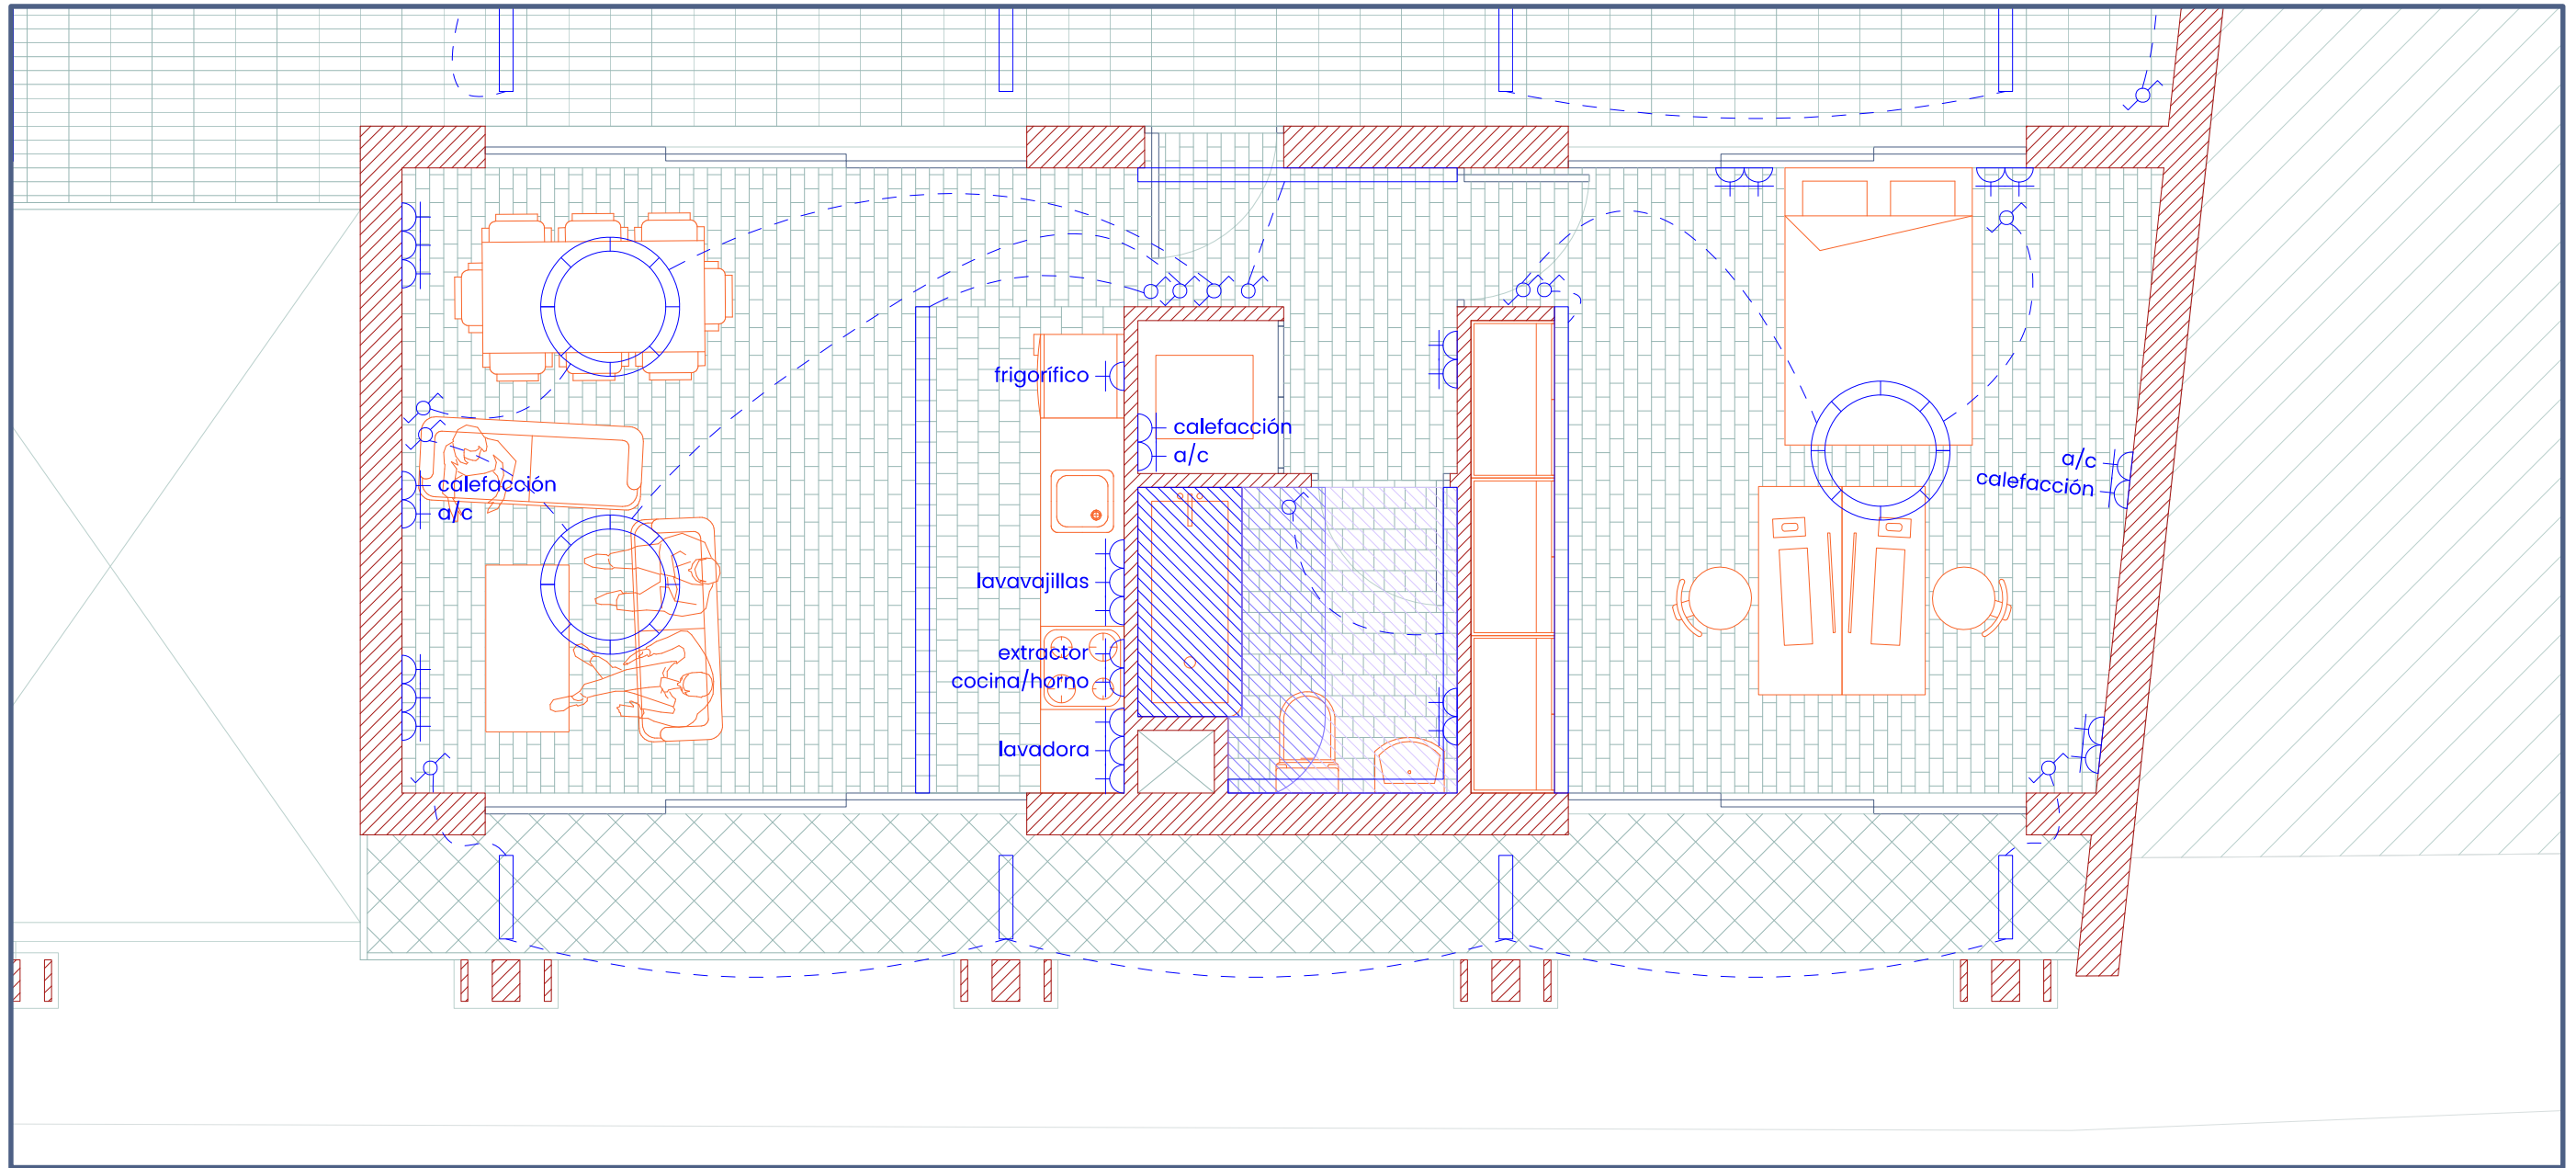 frigorífico
calefacción
a/c
calefacción
a/c
a/c
calefacción
lavavajillas
extractor
cocina/horno
lavadora